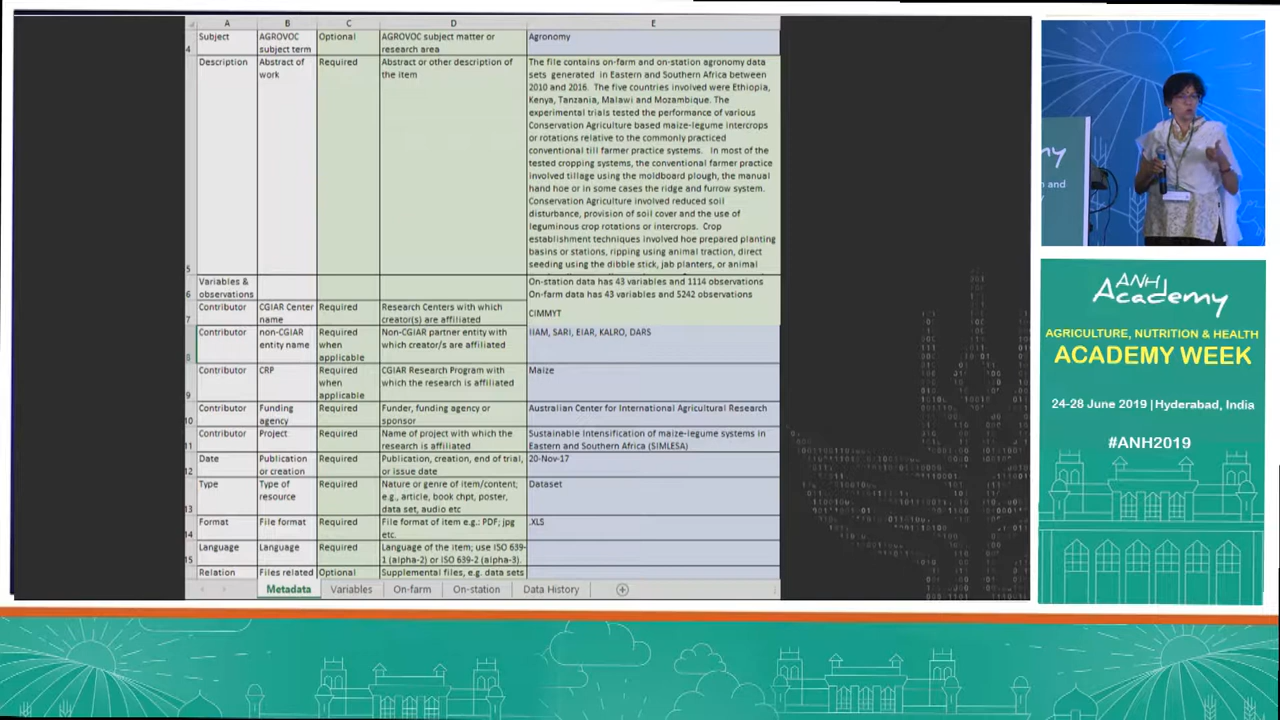 A B C D E
4 Subject AGROVOC Optional AGROVOC subject matter or Agronomy
subject term research area
Description Abstract of Required Abstract or other description of The file contains on-farm and on-station agronomy data
work the item sets generated in Eastern and Southern Africa between
2010 and 2016. The five countries involved were Ethiopia,
Kenya, Tanzania, Malawi and Mozambique. The
experimental trials tested the performance of various
Conservation Agriculture based maize-legume intercrops
or rotations relative to the commonly practiced
conventional till farmer practice systems. In most of the
tested cropping systems, the conventional farmer practice
involved tillage using the moldboard plough, the manual
hand hoe or in some cases the ridge and furrow system.
Conservation Agriculture involved reduced soil
disturbance, provision of soil cover and the use of
leguminous crop rotations or intercrops. Crop
establishment techniques involved hoe prepared planting
basins or stations, ripping using animal traction, direct
5 seeding using the dibble stick, jab planters, or animal
Variables & On-station data has 43 variables and 1114 observations
6 observations On-farm data has 43 variables and 5242 observations
Contributor CGIAR Center Required Research Centers with which CIMMYT
7 name creator(s) are affiliated
Contributor non-CGIAR Required Non-CGIAR partner entity with IIAM, SARI, EIAR, KALRO, DARS
entity name when which creator/s are affiliated
8 applicable
Contributor CRP Required CGIAR Research Program with Maize
when which the research is affiliated
9 applicable
Contributor Funding Required Funder, funding agency or Australian Center for International Agricultural Research
10 agency sponsor
Contributor Project Required Name of project with which the Sustainable Intensification of maize-legume systems in
11 research is affiliated Eastern and Southern Africa (SIMLESA)
Date Publication Required Publication, creation, end of trial, 20-Nov-17
12 or creation or issue date
Type Type of Required Nature or genre of item/content; Dataset
resource e.g., article, book chpt, poster,
13 data set, audio etc
Format File format Required File format of item e.g.: PDF; jpg .XLS
14 etc.
Language Language Required Language of the item; use ISO 639-
15 1 (alpha-2) or ISO 639-2 (alpha-3).
Relation Files related Optional Supplemental files, e.g. data sets
Metadata Variables On-farm On-station Data History
ANH
Academy
AGRICULTURE, NUTRITION & HEALTH
ACADEMY WEEK
24-28 June 2019 | Hyderabad, India
#ANH2019